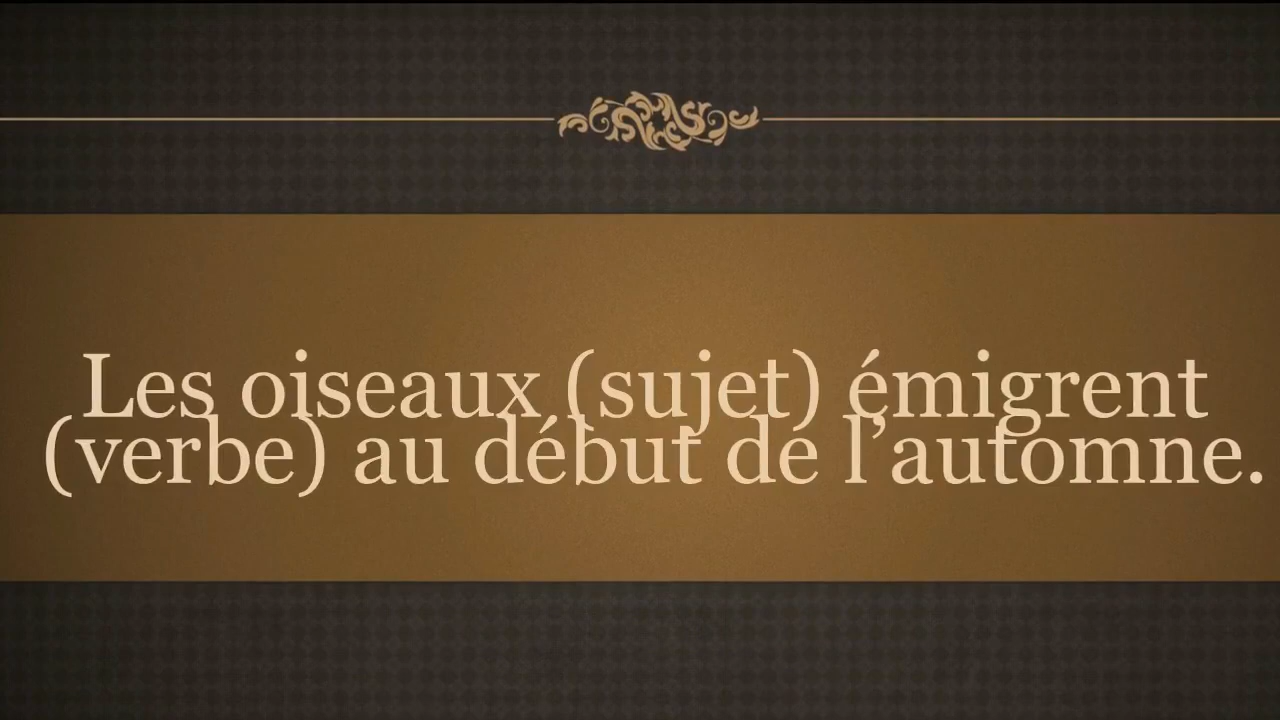 Les oiseaux (sujet) émigrent
(verbe) au début de l’automne.